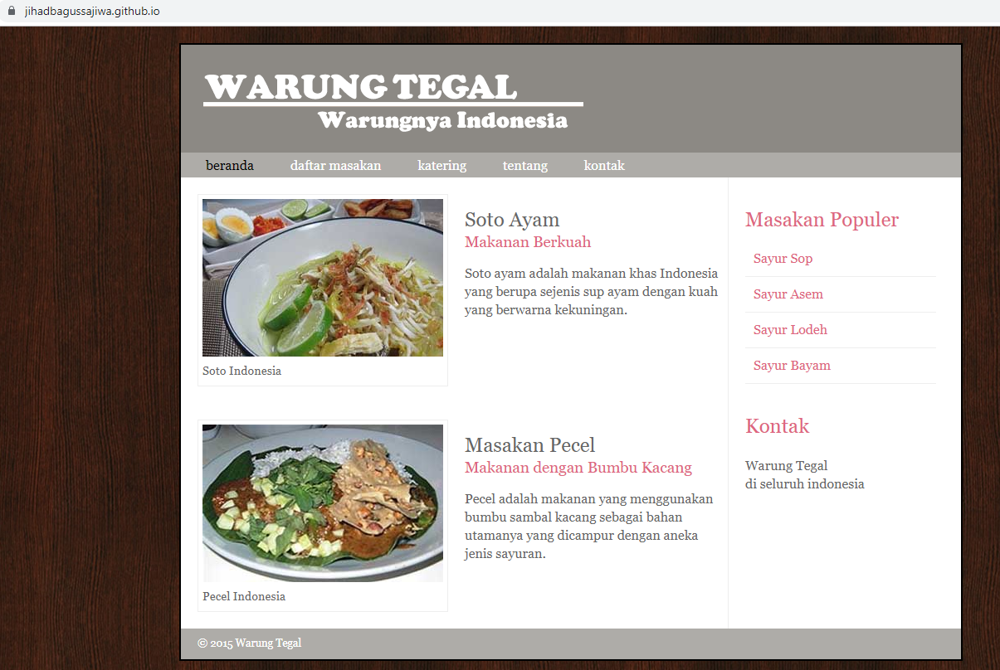 jihadbagussajiwa.github.io
WARUNG TEGAL
Warungnya Indonesia
beranda daftar masakan katering tentang kontak
Soto Indonesia
Soto Ayam
Makanan Berkuah
Soto ayam adalah makanan khas Indonesia
yang berupa sejenis sup ayam dengan kuah
yang berwarna kekuningan.
Pecel Indonesia
Masakan Pecel
Makanan dengan Bumbu Kacang
Pecel adalah makanan yang menggunakan
bumbu sambal kacang sebagai bahan
utamanya yang dicampur dengan aneka
jenis sayuran.
Masakan Populer
Sayur Sop
Sayur Asem
Sayur Lodeh
Sayur Bayam
Kontak
Warung Tegal
di seluruh indonesia
© 2015 Warung Tegal